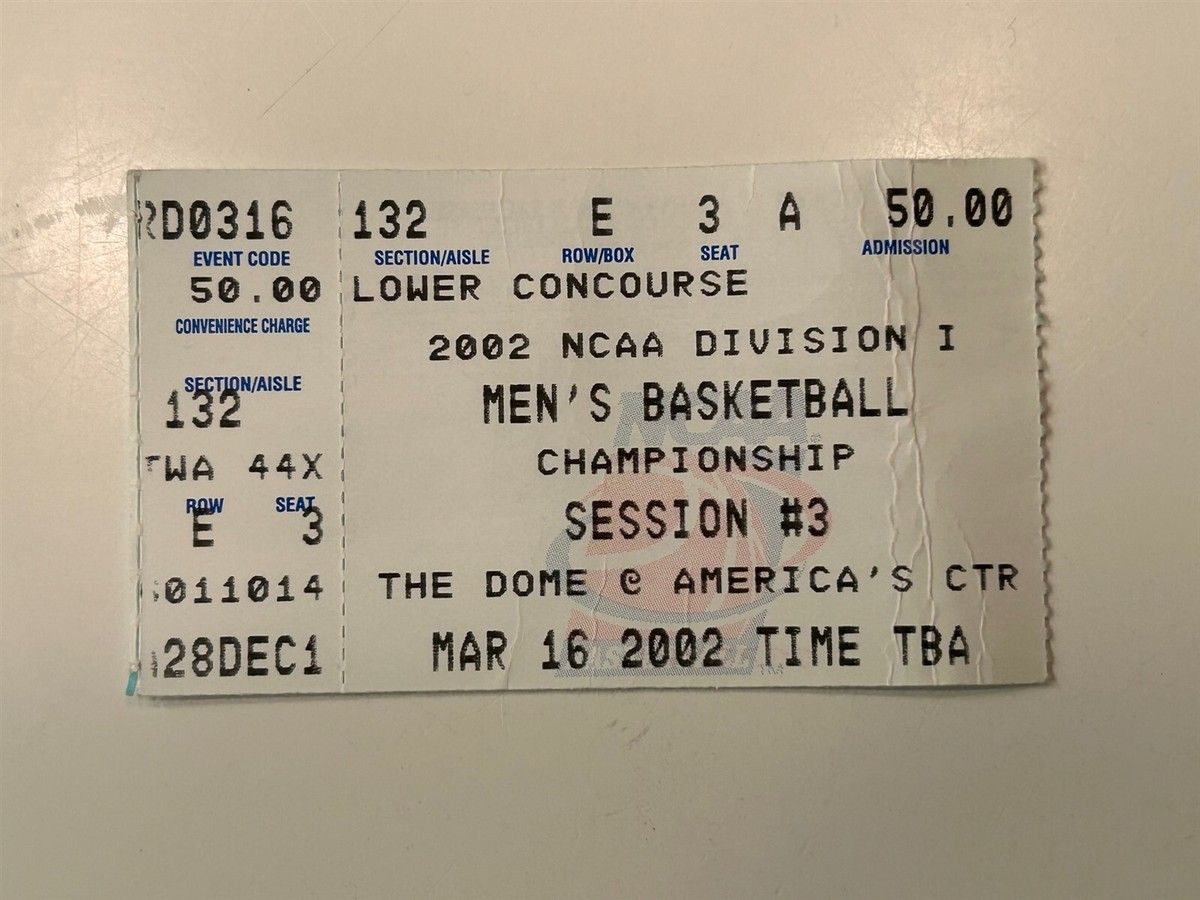 RD0316 132 E 3 A 50.00
EVENT CODE SECTION/AISLE ROW/BOX SEAT ADMISSION
50.00 LOWER CONCOURSE
CONVENIENCE CHARGE
2002 NCAA DIVISION I
SECTION/AISLE
132 MEN'S BASKETBALL
TWA 44X CHAMPIONSHIP
ROW SEAT
E 3 SESSION #3
011014 THE DOME @ AMERICA'S CTR
28DEC1 MAR 16 2002 TIME TBA